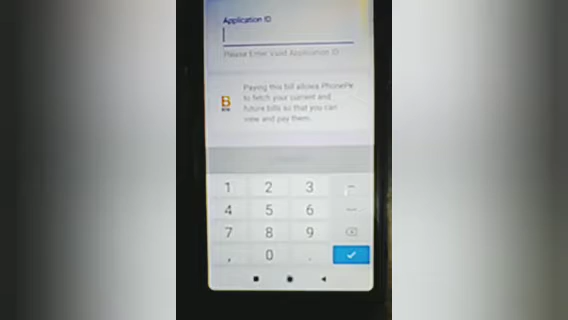 Application ID
Please Enter Valid Application ID
Paying this bill allows PhonePe
to fetch your current and
future bills so that you can
view and pay them.
1 2 3 -
4 5 6
7 8 9
, 0 .